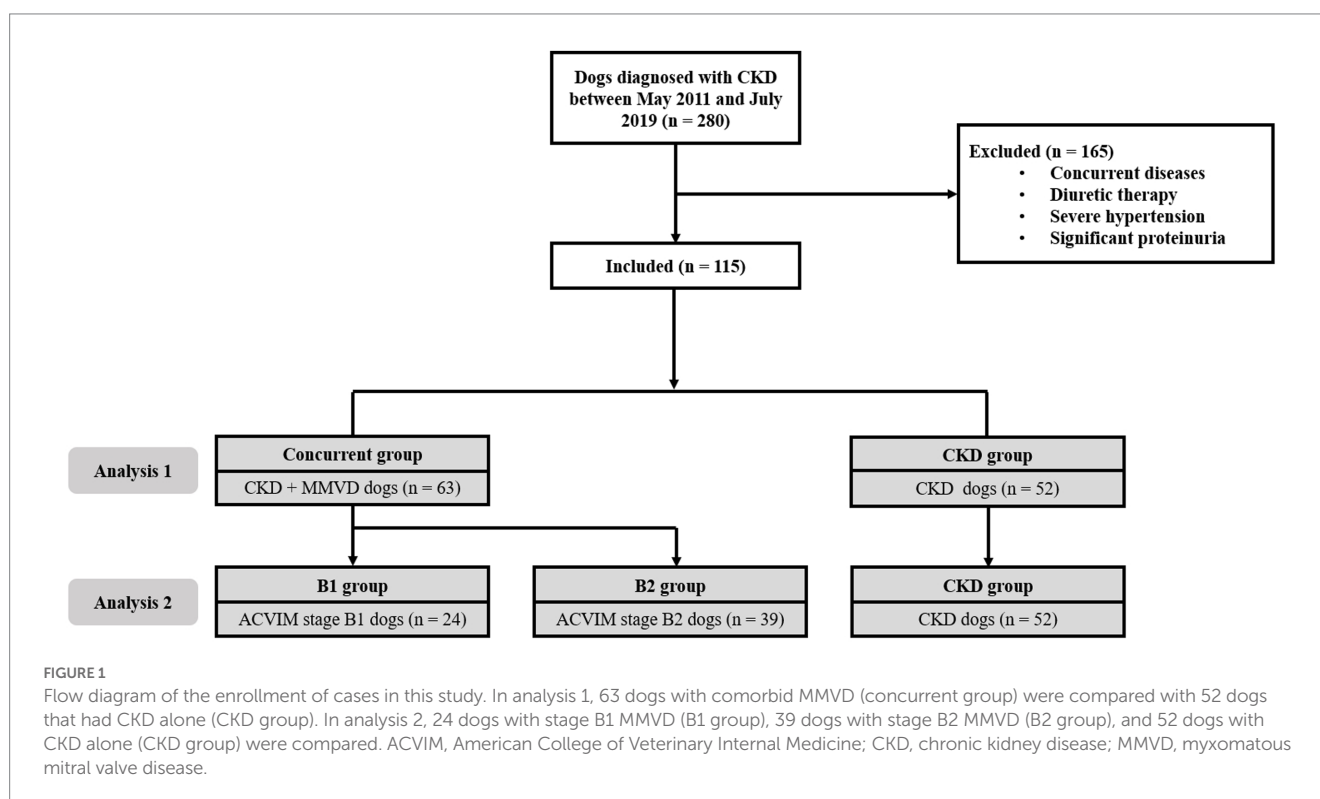 Dogs diagnosed with CKD
between May 2011 and July
2019 (n = 280)
Excluded (n = 165)
• Concurrent diseases
• Diuretic therapy
• Severe hypertension
• Significant proteinuria
Included (n = 115)
Analysis 1
Concurrent group
CKD + MMVD dogs (n = 63)
CKD group
CKD dogs (n = 52)
Analysis 2
B1 group
ACVIM stage B1 dogs (n = 24)
B2 group
ACVIM stage B2 dogs (n = 39)
CKD group
CKD dogs (n = 52)
FIGURE 1
Flow diagram of the enrollment of cases in this study. In analysis 1, 63 dogs with comorbid MMVD (concurrent group) were compared with 52 dogs
that had CKD alone (CKD group). In analysis 2, 24 dogs with stage B1 MMVD (B1 group), 39 dogs with stage B2 MMVD (B2 group), and 52 dogs with
CKD alone (CKD group) were compared. ACVIM, American College of Veterinary Internal Medicine; CKD, chronic kidney disease; MMVD, myxomatous
mitral valve disease.